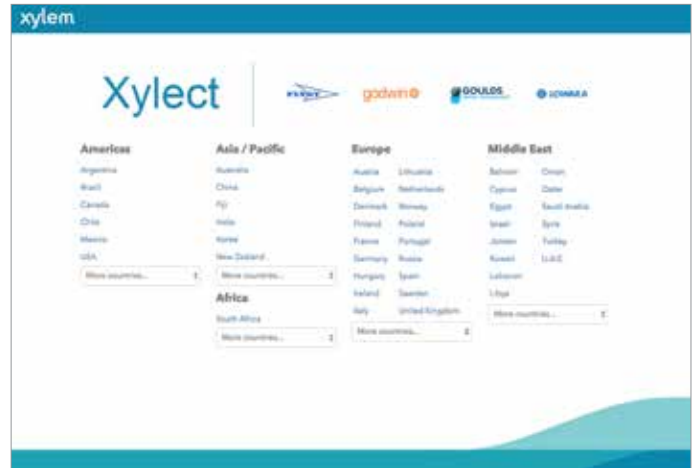 xylem
Xylect
FLYGT
godwin
GOULDS
LOWARA
Americas
Argentina
Brazil
Canada
Chile
Mexico
USA
More countries...
Asia / Pacific
Australia
China
Fiji
India
Korea
New Zealand
More countries...
Africa
South Africa
More countries...
Europe
Austria Lithuania
Belgium Netherlands
Denmark Norway
Finland Poland
France Portugal
Germany Russia
Hungary Spain
Ireland Sweden
Italy United Kingdom
More countries...
Middle East
Bahrain Oman
Cyprus Qatar
Egypt Saudi Arabia
Israel Syria
Jordan Turkey
Kuwait U.A.E
Lebanon
Libya
More countries...